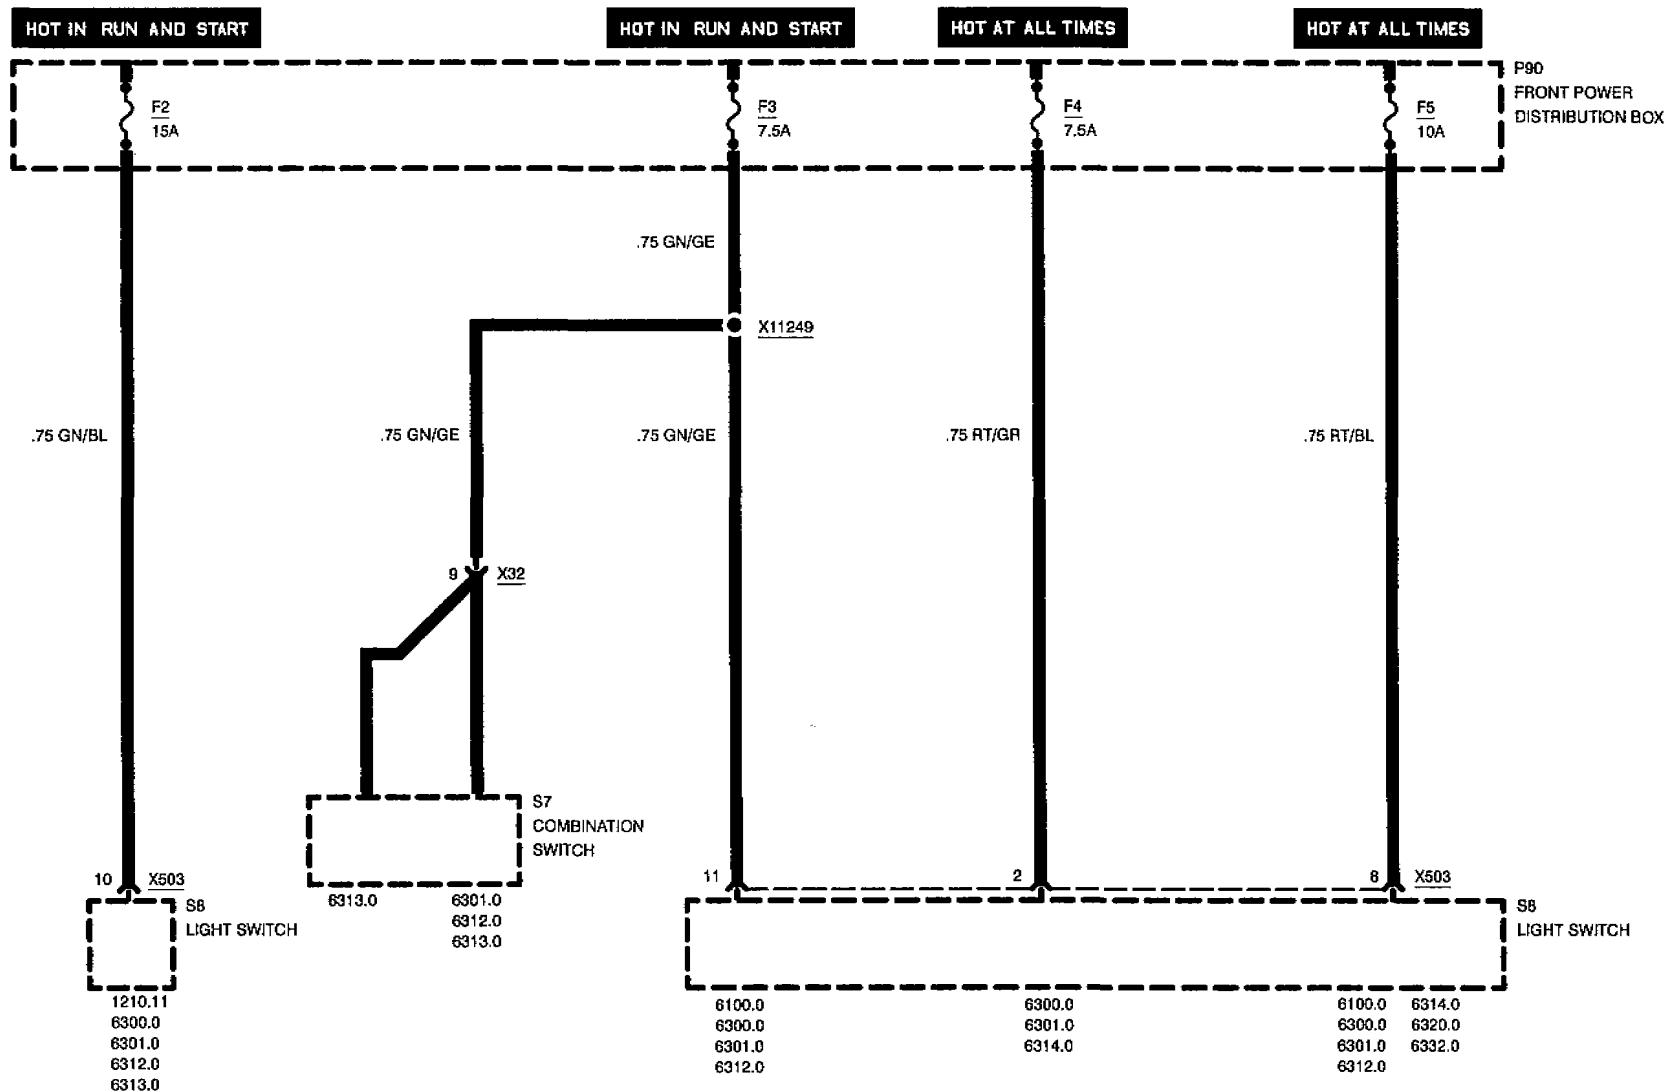 HOT IN RUN AND START
HOT IN RUN AND START
HOT AT ALL TIMES
HOT AT ALL TIMES
P90
FRONT POWER
DISTRIBUTION BOX
F2
15A
F3
7.5A
F4
7.5A
F5
10A
.75 GN/GE
X11249
.75 GN/BL
.75 GN/GE
.75 GN/GE
.75 RT/GR
.75 RT/BL
9
X32
S7
COMBINATION
SWITCH
6313.0
6301.0
6312.0
6313.0
10
X503
S8
LIGHT SWITCH
1210.11
6300.0
6301.0
6312.0
6313.0
11
2
8
X503
S8
LIGHT SWITCH
6100.0
6300.0
6301.0
6312.0
6300.0
6301.0
6314.0
6100.0 6314.0
6300.0 6320.0
6301.0 6332.0
6312.0